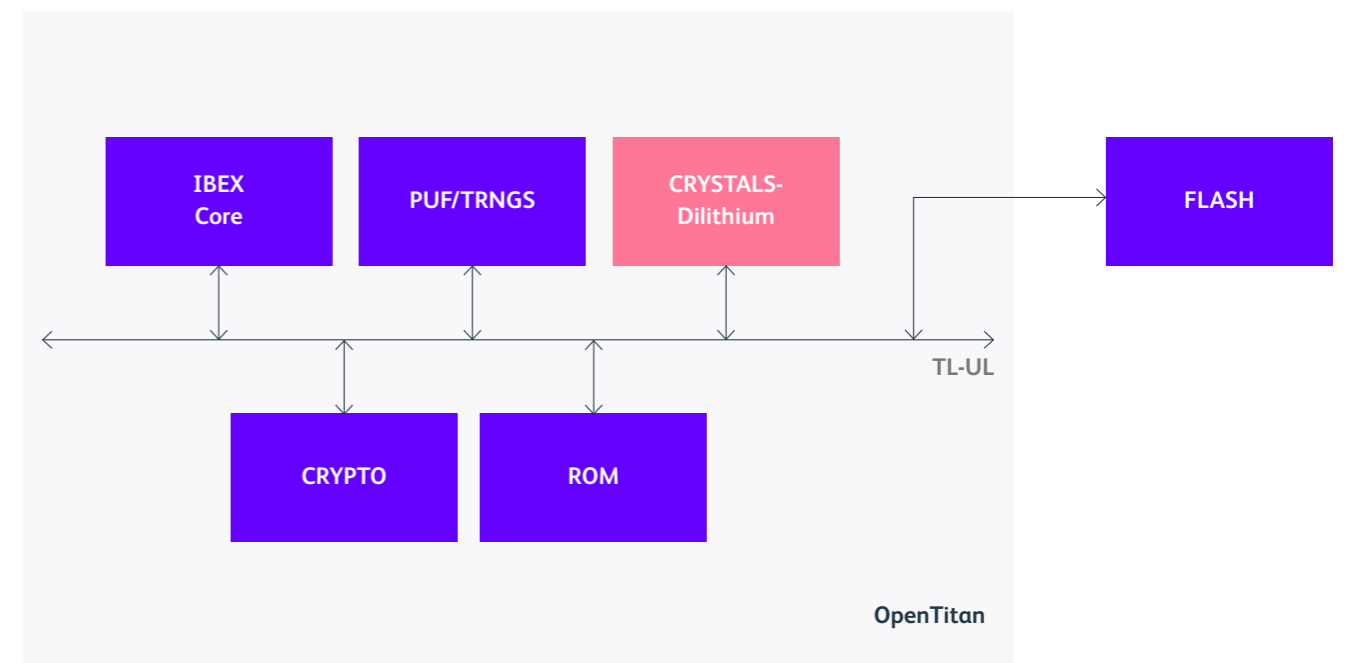 IBEX
Core
PUF/TRNGS
CRYSTALS-
Dilithium
FLASH
TL-UL
CRYPTO
ROM
OpenTitan